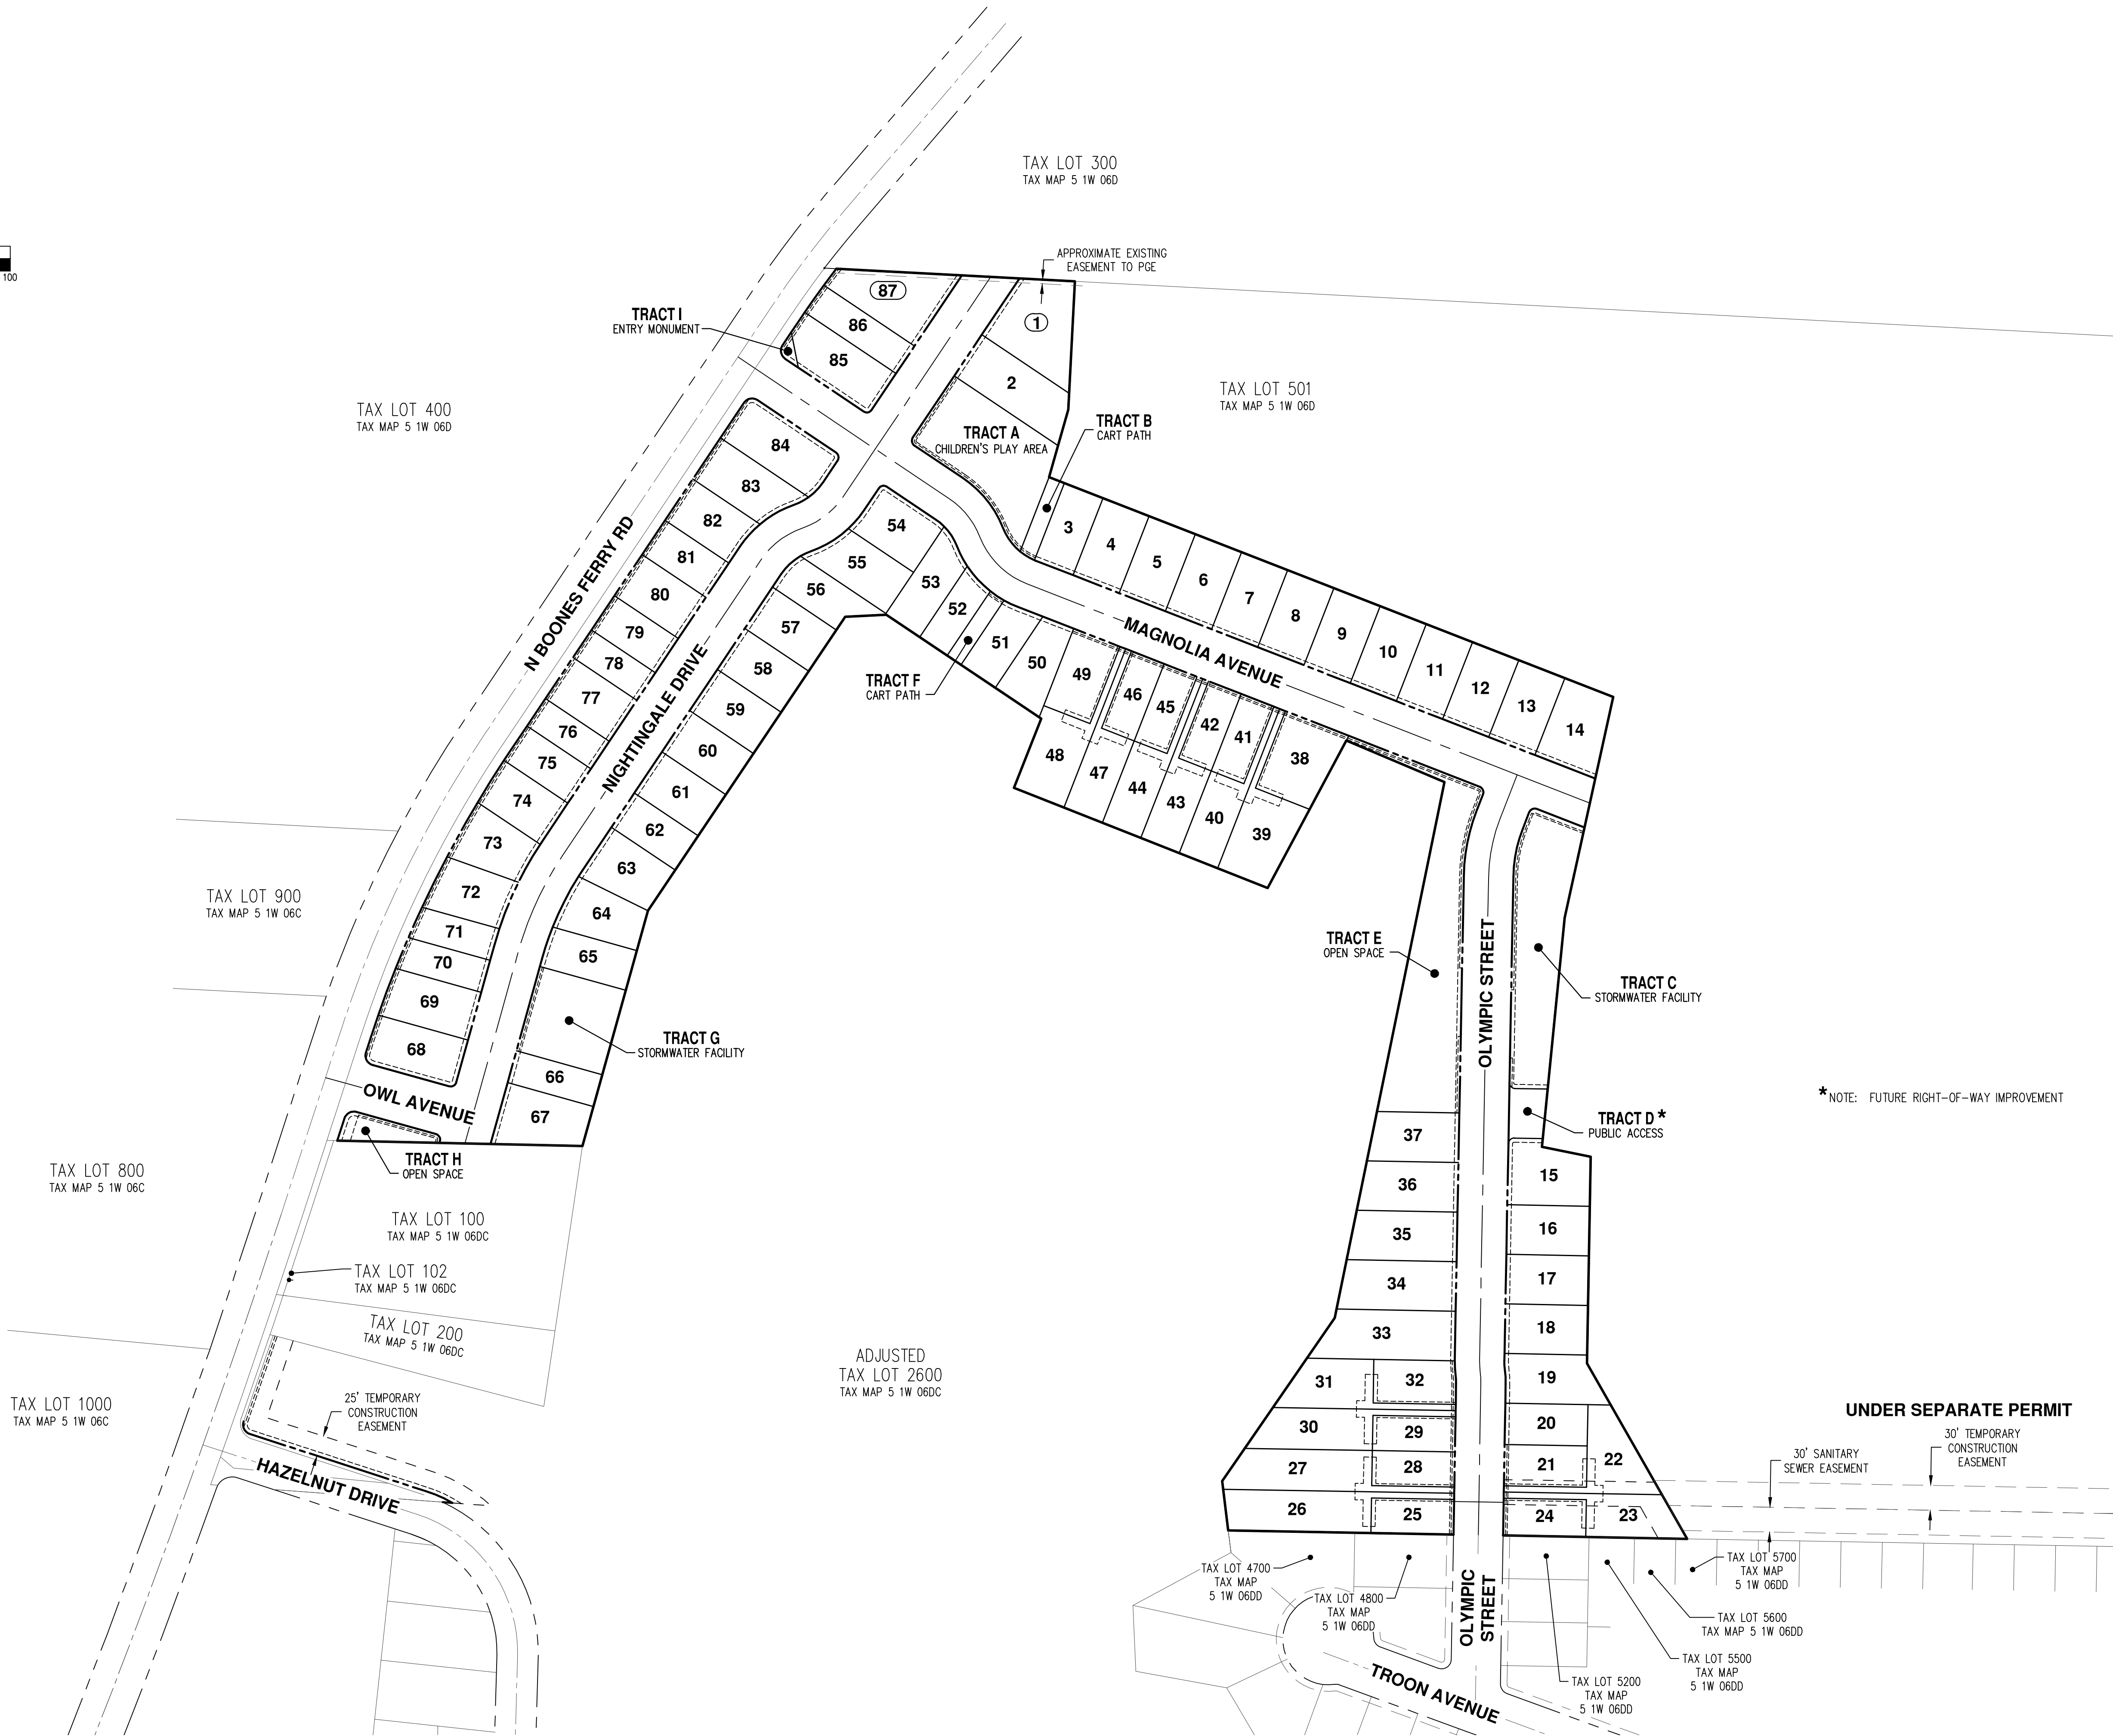 TAX LOT 300
TAX MAP 5 1W 06D
APPROXIMATE EXISTING
EASEMENT TO PGE
100
87
TRACT I
ENTRY MONUMENT
86
1
85
2
TAX LOT 400
TAX MAP 5 1W 06D
TAX LOT 501
TAX MAP 5 1W 06D
TRACT A
CHILDREN'S PLAY AREA
TRACT B
CART PATH
84
83
82
81
80
79
78
77
76
75
74
73
72
71
70
69
68
N BOONES FERRY RD
NIGHTINGALE DRIVE
54
55
53
52
56
57
58
59
60
61
62
63
64
65
66
67
3
4
5
6
7
8
9
10
11
12
13
14
MAGNOLIA AVENUE
TRACT F
CART PATH
51
50
49
46
45
42
41
38
48
47
44
43
40
39
TAX LOT 900
TAX MAP 5 1W 06C
TRACT E
OPEN SPACE
OLYMPIC STREET
TRACT C
STORMWATER FACILITY
TRACT G
STORMWATER FACILITY
OWL AVENUE
TRACT H
OPEN SPACE
TRACT D *
PUBLIC ACCESS
*NOTE: FUTURE RIGHT-OF-WAY IMPROVEMENT
TAX LOT 800
TAX MAP 5 1W 06C
TAX LOT 100
TAX MAP 5 1W 06DC
TAX LOT 102
TAX MAP 5 1W 06DC
TAX LOT 200
TAX MAP 5 1W 06DC
TAX LOT 1000
TAX MAP 5 1W 06C
25' TEMPORARY
CONSTRUCTION
EASEMENT
HAZELNUT DRIVE
ADJUSTED
TAX LOT 2600
TAX MAP 5 1W 06DC
37
36
35
34
33
31
32
30
29
27
28
26
25
15
16
17
18
19
20
21
22
24
23
UNDER SEPARATE PERMIT
30' SANITARY
SEWER EASEMENT
30' TEMPORARY
CONSTRUCTION
EASEMENT
TAX LOT 4700
TAX MAP
5 1W 06DD
TAX LOT 4800
TAX MAP
5 1W 06DD
OLYMPIC
STREET
TROON AVENUE
TAX LOT 5700
TAX MAP
5 1W 06DD
TAX LOT 5600
TAX MAP 5 1W 06DD
TAX LOT 5500
TAX MAP
5 1W 06DD
TAX LOT 5200
TAX MAP
5 1W 06DD